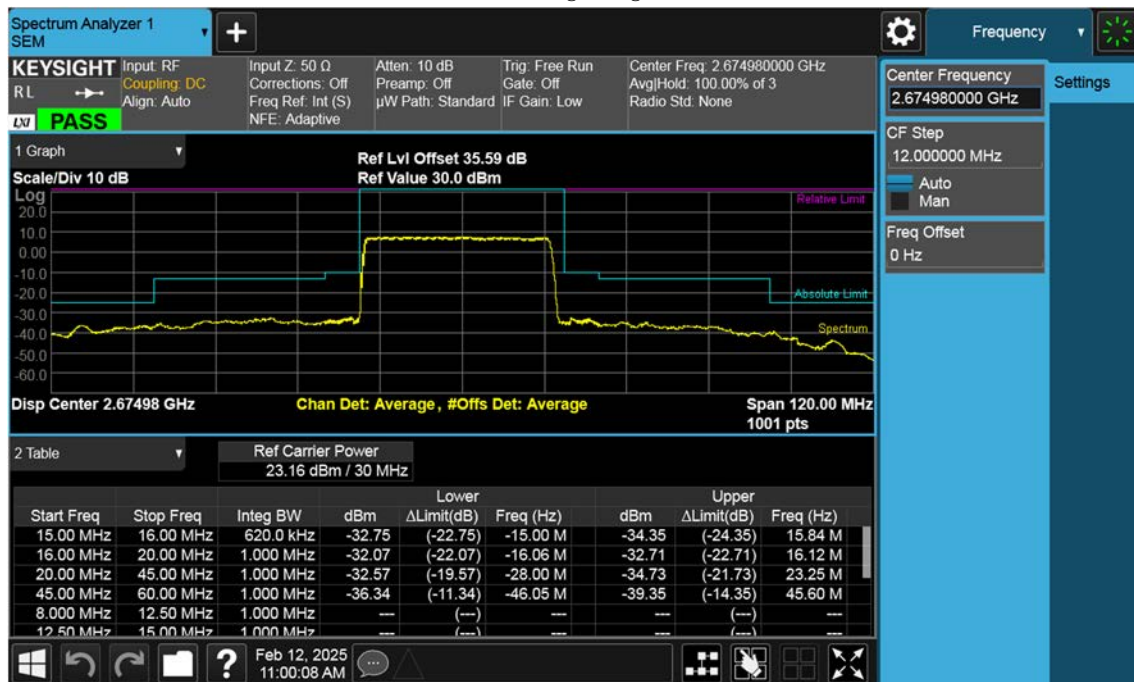 Spectrum Analyzer 1
SEM
Frequency
KEYSIGHT
RL
LXI PASS
Input: RF
Coupling: DC
Align: Auto
Input Z: 50 Ω
Corrections: Off
Freq Ref: Int (S)
NFE: Adaptive
Atten: 10 dB
Preamp: Off
µW Path: Standard
Trig: Free Run
Gate: Off
IF Gain: Low
Center Freq: 2.674980000 GHz
Avg|Hold: 100.00% of 3
Radio Std: None
Center Frequency
2.674980000 GHz
Settings
CF Step
12.000000 MHz
Auto
Man
Freq Offset
0 Hz
1 Graph
Scale/Div 10 dB
Ref Lvl Offset 35.59 dB
Ref Value 30.0 dBm
Log
20.0
10.0
0.00
-10.0
-20.0
-30.0
-40.0
-50.0
-60.0
Relative Limit
Absolute Limit
Spectrum
Disp Center 2.67498 GHz
Chan Det: Average, #Offs Det: Average
Span 120.00 MHz
1001 pts
2 Table
Ref Carrier Power
23.16 dBm / 30 MHz
Lower Upper
Start Freq Stop Freq Integ BW dBm ΔLimit(dB) Freq (Hz) dBm ΔLimit(dB) Freq (Hz)
15.00 MHz 16.00 MHz 620.0 kHz -32.75 (-22.75) -15.00 M -34.35 (-24.35) 15.84 M
16.00 MHz 20.00 MHz 1.000 MHz -32.07 (-22.07) -16.06 M -32.71 (-22.71) 16.12 M
20.00 MHz 45.00 MHz 1.000 MHz -32.57 (-19.57) -28.00 M -34.73 (-21.73) 23.25 M
45.00 MHz 60.00 MHz 1.000 MHz -36.34 (-11.34) -46.05 M -39.35 (-14.35) 45.60 M
8.000 MHz 12.50 MHz 1.000 MHz --- (---) --- --- (---) ---
12.50 MHz 15.00 MHz 1.000 MHz --- (---) --- --- (---) ---
?
Feb 12, 2025
11:00:08 AM